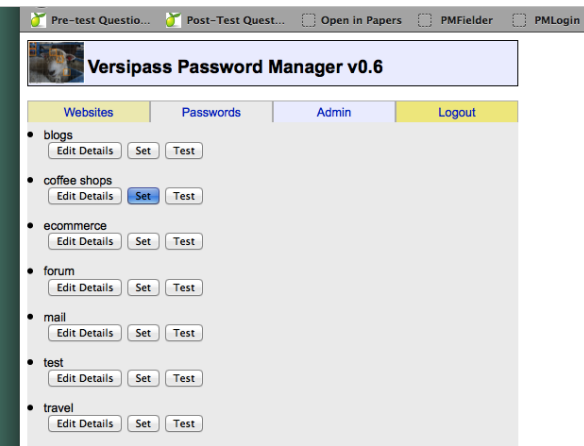 Pre-test Questio... Post-Test Quest... Open in Papers PMFielder PMLogin
Versipass Password Manager v0.6
Websites Passwords Admin Logout
blogs
Edit Details Set Test
coffee shops
Edit Details Set Test
ecommerce
Edit Details Set Test
forum
Edit Details Set Test
mail
Edit Details Set Test
test
Edit Details Set Test
travel
Edit Details Set Test